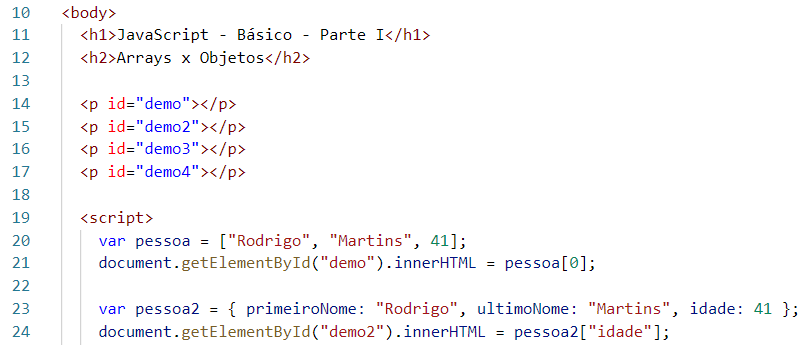 10 <body>
11 <h1>JavaScript - Básico - Parte I</h1>
12 <h2>Arrays x Objetos</h2>
13
14 <p id="demo"></p>
15 <p id="demo2"></p>
16 <p id="demo3"></p>
17 <p id="demo4"></p>
18
19 <script>
20 var pessoa = ["Rodrigo", "Martins", 41];
21 document.getElementById("demo").innerHTML = pessoa[0];
22
23 var pessoa2 = { primeiroNome: "Rodrigo", ultimoNome: "Martins", idade: 41 };
24 document.getElementById("demo2").innerHTML = pessoa2["idade"];